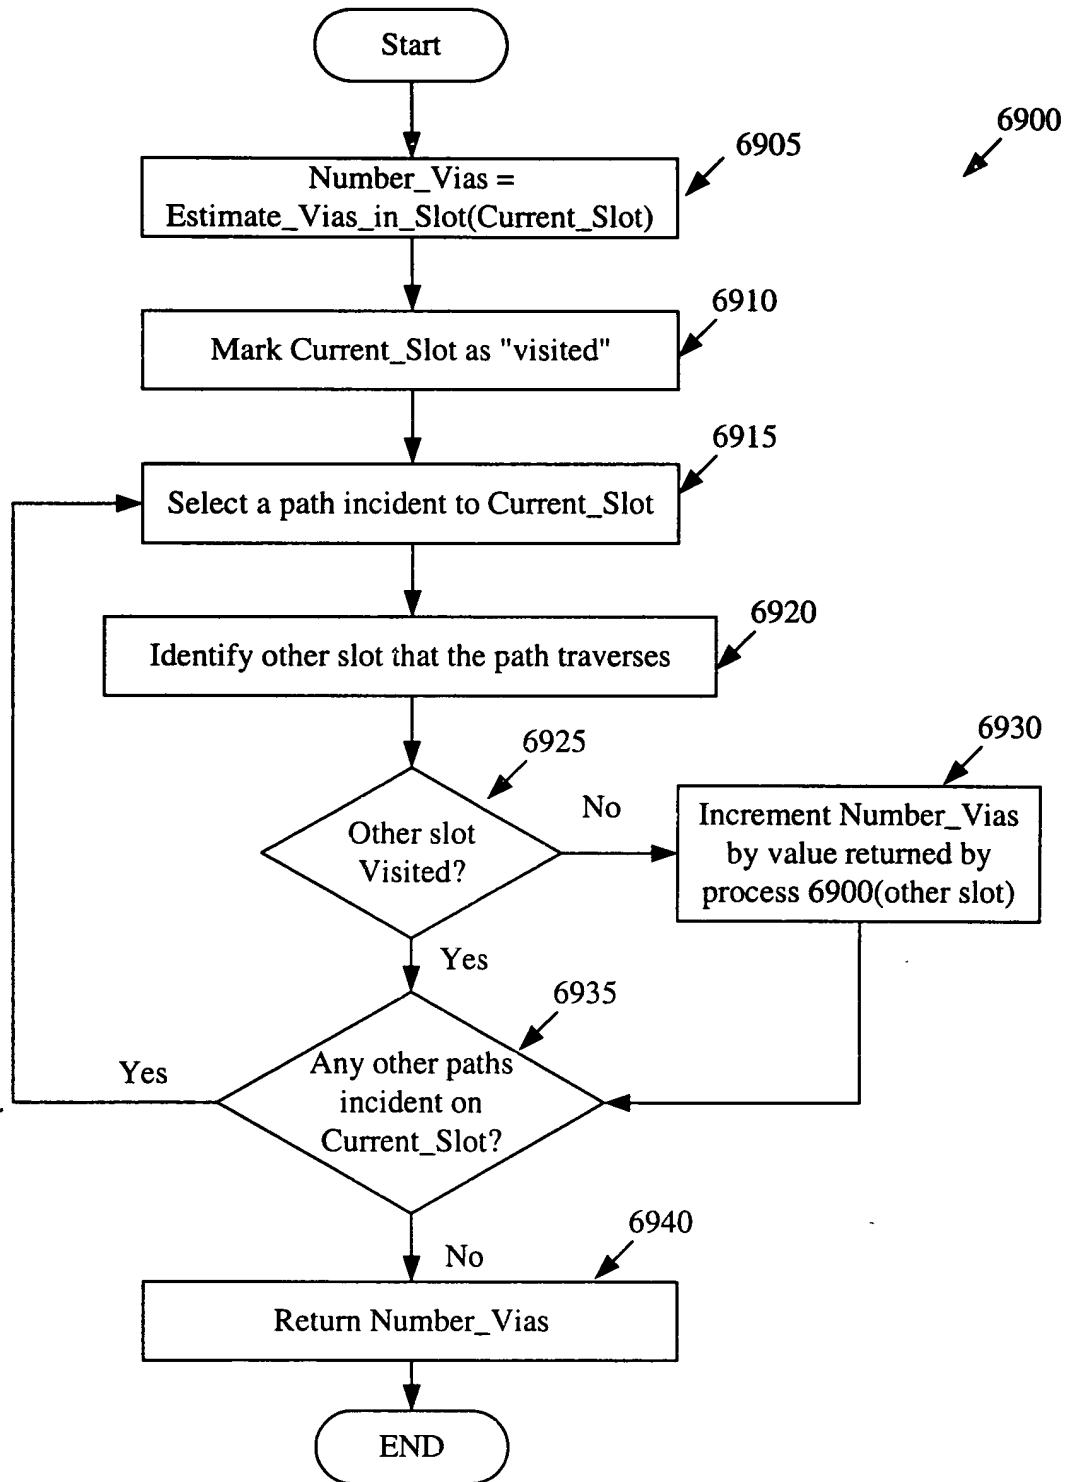 Start
6900
6905
Number_Vias =
Estimate_Vias_in_Slot(Current_Slot)
6910
Mark Current_Slot as "visited"
6915
Select a path incident to Current_Slot
6920
Identify other slot that the path traverses
6925
Other slot
Visited?
No
6930
Increment Number_Vias
by value returned by
process 6900(other slot)
Yes
6935
Any other paths
incident on
Current_Slot?
Yes
No
6940
Return Number_Vias
END